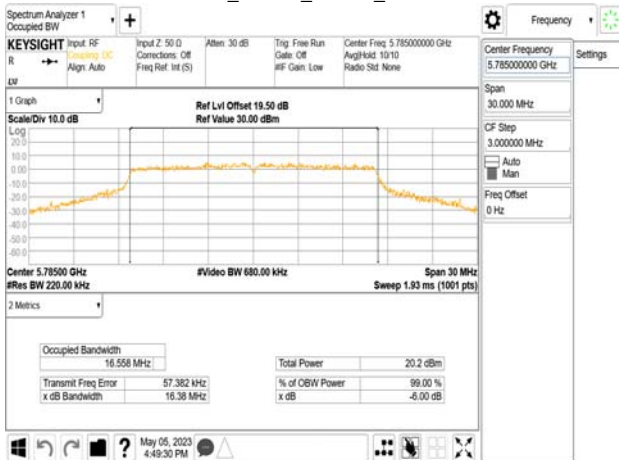 Spectrum Analyzer 1
Occupied BW
Frequency
KEYSIGHT
R
Input: RF
Coupling: DC
Align: Auto
Input Z: 50 Ω
Corrections: Off
Freq Ref: Int (S)
Atten: 30 dB
Trig: Free Run
Gate: Off
#IF Gain: Low
Center Freq: 5.785000000 GHz
Avg|Hold: 10/10
Radio Std: None
1 Graph
Scale/Div 10.0 dB
Ref Lvl Offset 19.50 dB
Ref Value 30.00 dBm
Log
20.0
10.0
0.00
-10.0
-20.0
-30.0
-40.0
-50.0
-60.0
Center 5.78500 GHz
#Res BW 220.00 kHz
#Video BW 680.00 kHz
Span 30 MHz
Sweep 1.93 ms (1001 pts)
2 Metrics
Occupied Bandwidth
16.558 MHz
Transmit Freq Error 57.382 kHz
x dB Bandwidth 16.38 MHz
Total Power 20.2 dBm
% of OBW Power 99.00 %
x dB -6.00 dB
May 05, 2023
4:49:30 PM
Center Frequency
5.785000000 GHz
Settings
Span
30.000 MHz
CF Step
3.000000 MHz
Auto
Man
Freq Offset
0 Hz